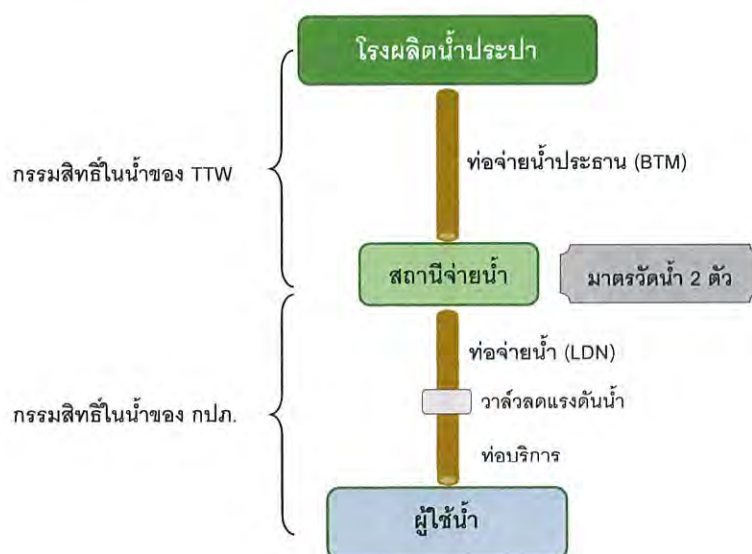 โรงผลิตน้ำประปา
ท่อจ่ายน้ำประธาน (BTM)
กรรมสิทธิ์ในน้ำของ TTW
สถานีจ่ายน้ำ
มาตรวัดน้ำ 2 ตัว
ท่อจ่ายน้ำ (LDN)
วาล์วลดแรงดันน้ำ
กรรมสิทธิ์ในน้ำของ กปภ.
ท่อบริการ
ผู้ใช้น้ำ